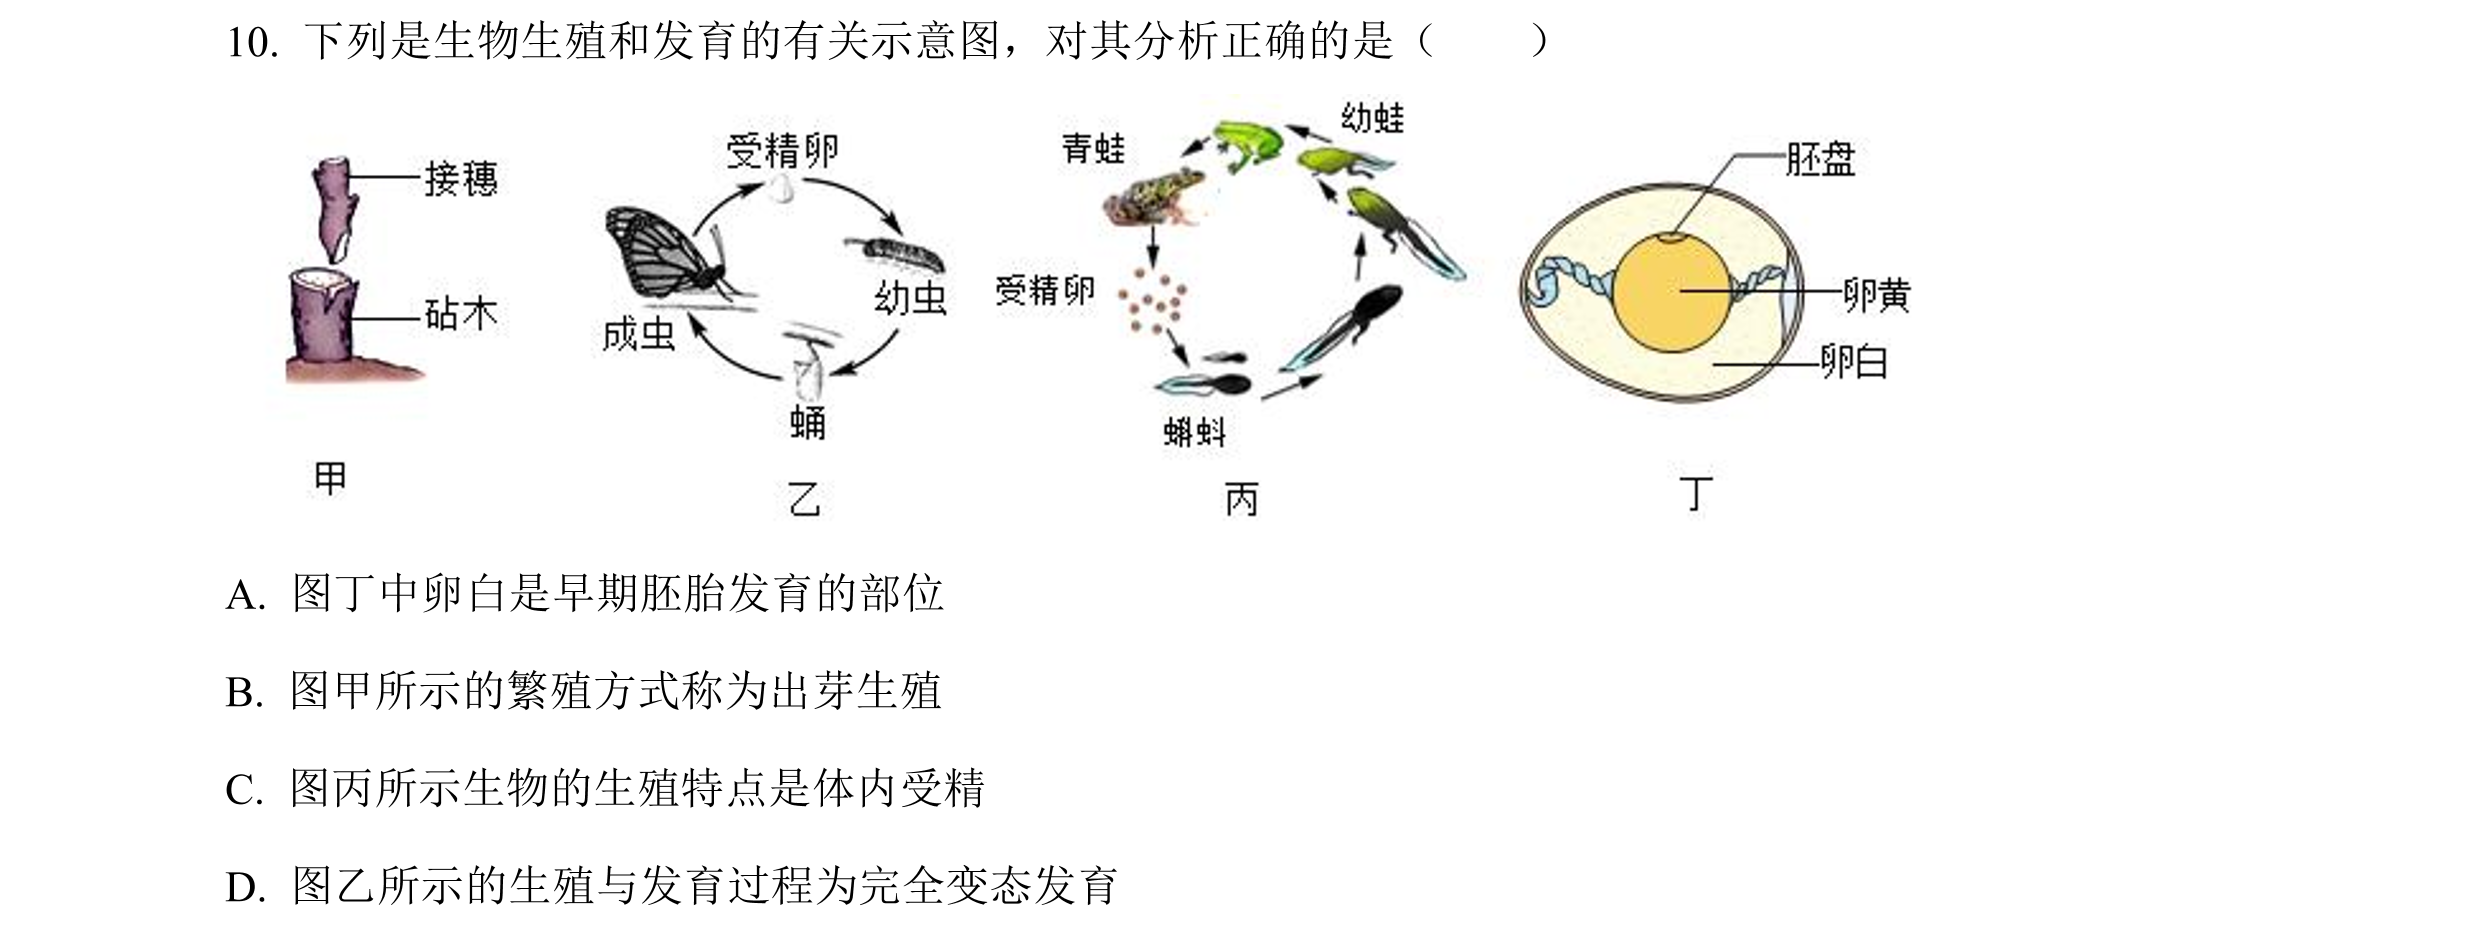 10. 下列是生物生殖和发育的有关示意图，对其分析正确的是（　　）
接穗
砧木
甲
受精卵
幼虫
蛹
成虫
乙
幼蛙
青蛙
受精卵
蝌蚪
丙
胚盘
卵黄
卵白
丁
A. 图丁中卵白是早期胚胎发育的部位
B. 图甲所示的繁殖方式称为出芽生殖
C. 图丙所示生物的生殖特点是体内受精
D. 图乙所示的生殖与发育过程为完全变态发育